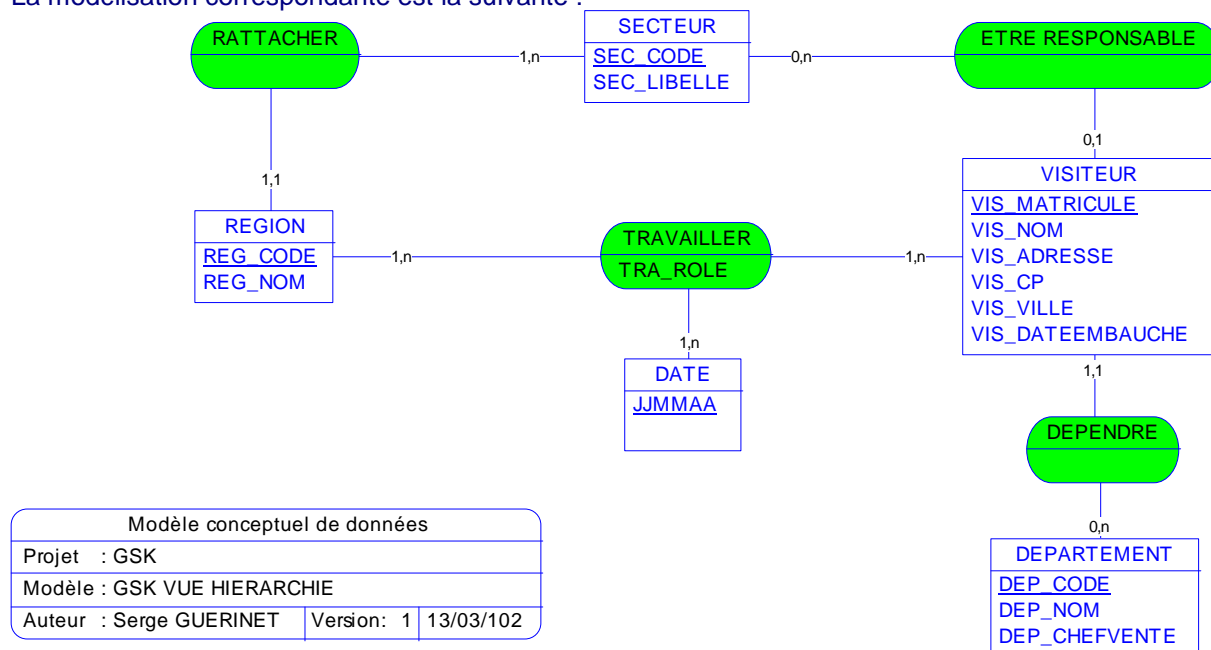 La modélisation correspondante est la suivante :
RATTACHER
1,n
SECTEUR
SEC_CODE
SEC_LIBELLE
0,n
ETRE RESPONSABLE
1,1
0,1
REGION
REG_CODE
REG_NOM
1,n
TRAVAILLER
TRA_ROLE
1,n
VISITEUR
VIS_MATRICULE
VIS_NOM
VIS_ADRESSE
VIS_CP
VIS_VILLE
VIS_DATEEMBAUCHE
1,n
DATE
JJMMAA
1,1
DEPENDRE
0,n
DEPARTEMENT
DEP_CODE
DEP_NOM
DEP_CHEFVENTE
Modèle conceptuel de données
Projet : GSK
Modèle : GSK VUE HIERARCHIE
Auteur : Serge GUERINET Version: 1 13/03/102